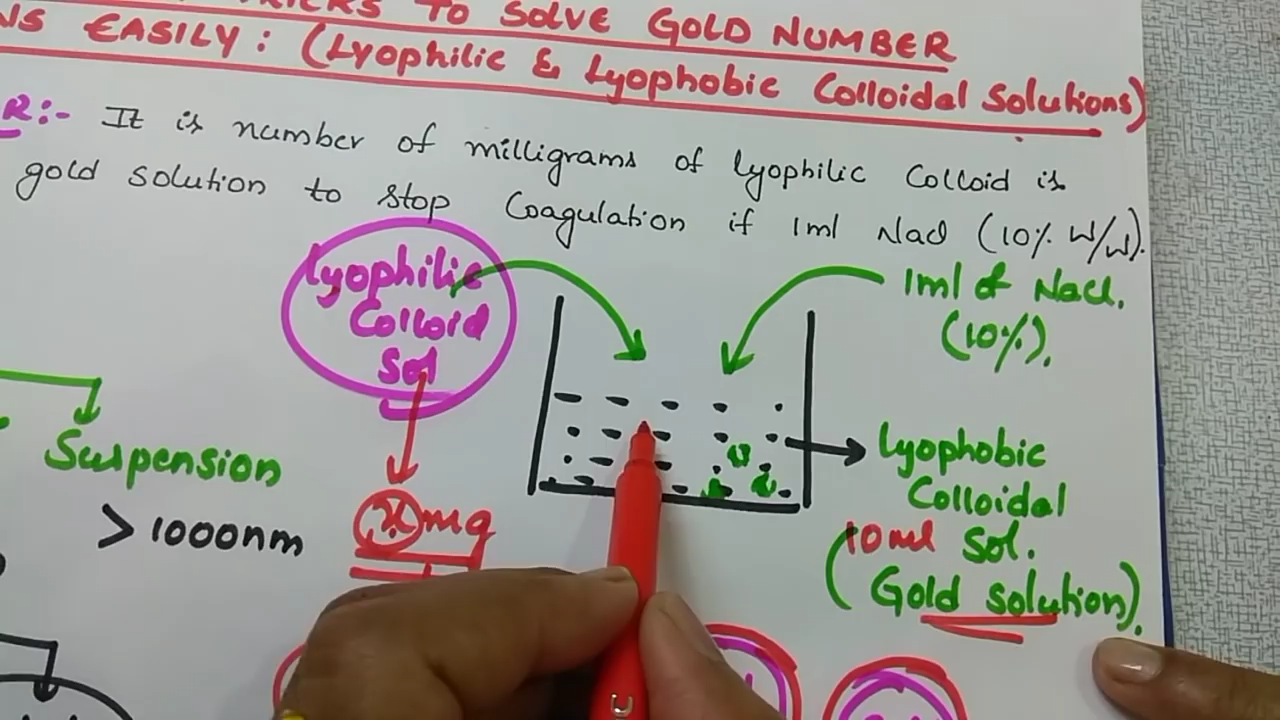 TRICKS TO SOLVE GOLD NUMBER
NS EASILY: (Lyophilic & Lyophobic Colloidal Solutions)
R:- It is number of milligrams of lyophilic Colloid is
gold solution to stop Coagulation if 1ml Nacl (10% W/W).
lyophilic
Colloid
Sol
1ml of Nacl.
(10%).
Suspension
> 1000nm
x mg
lyophobic
Colloidal
10ml Sol.
(Gold solution).